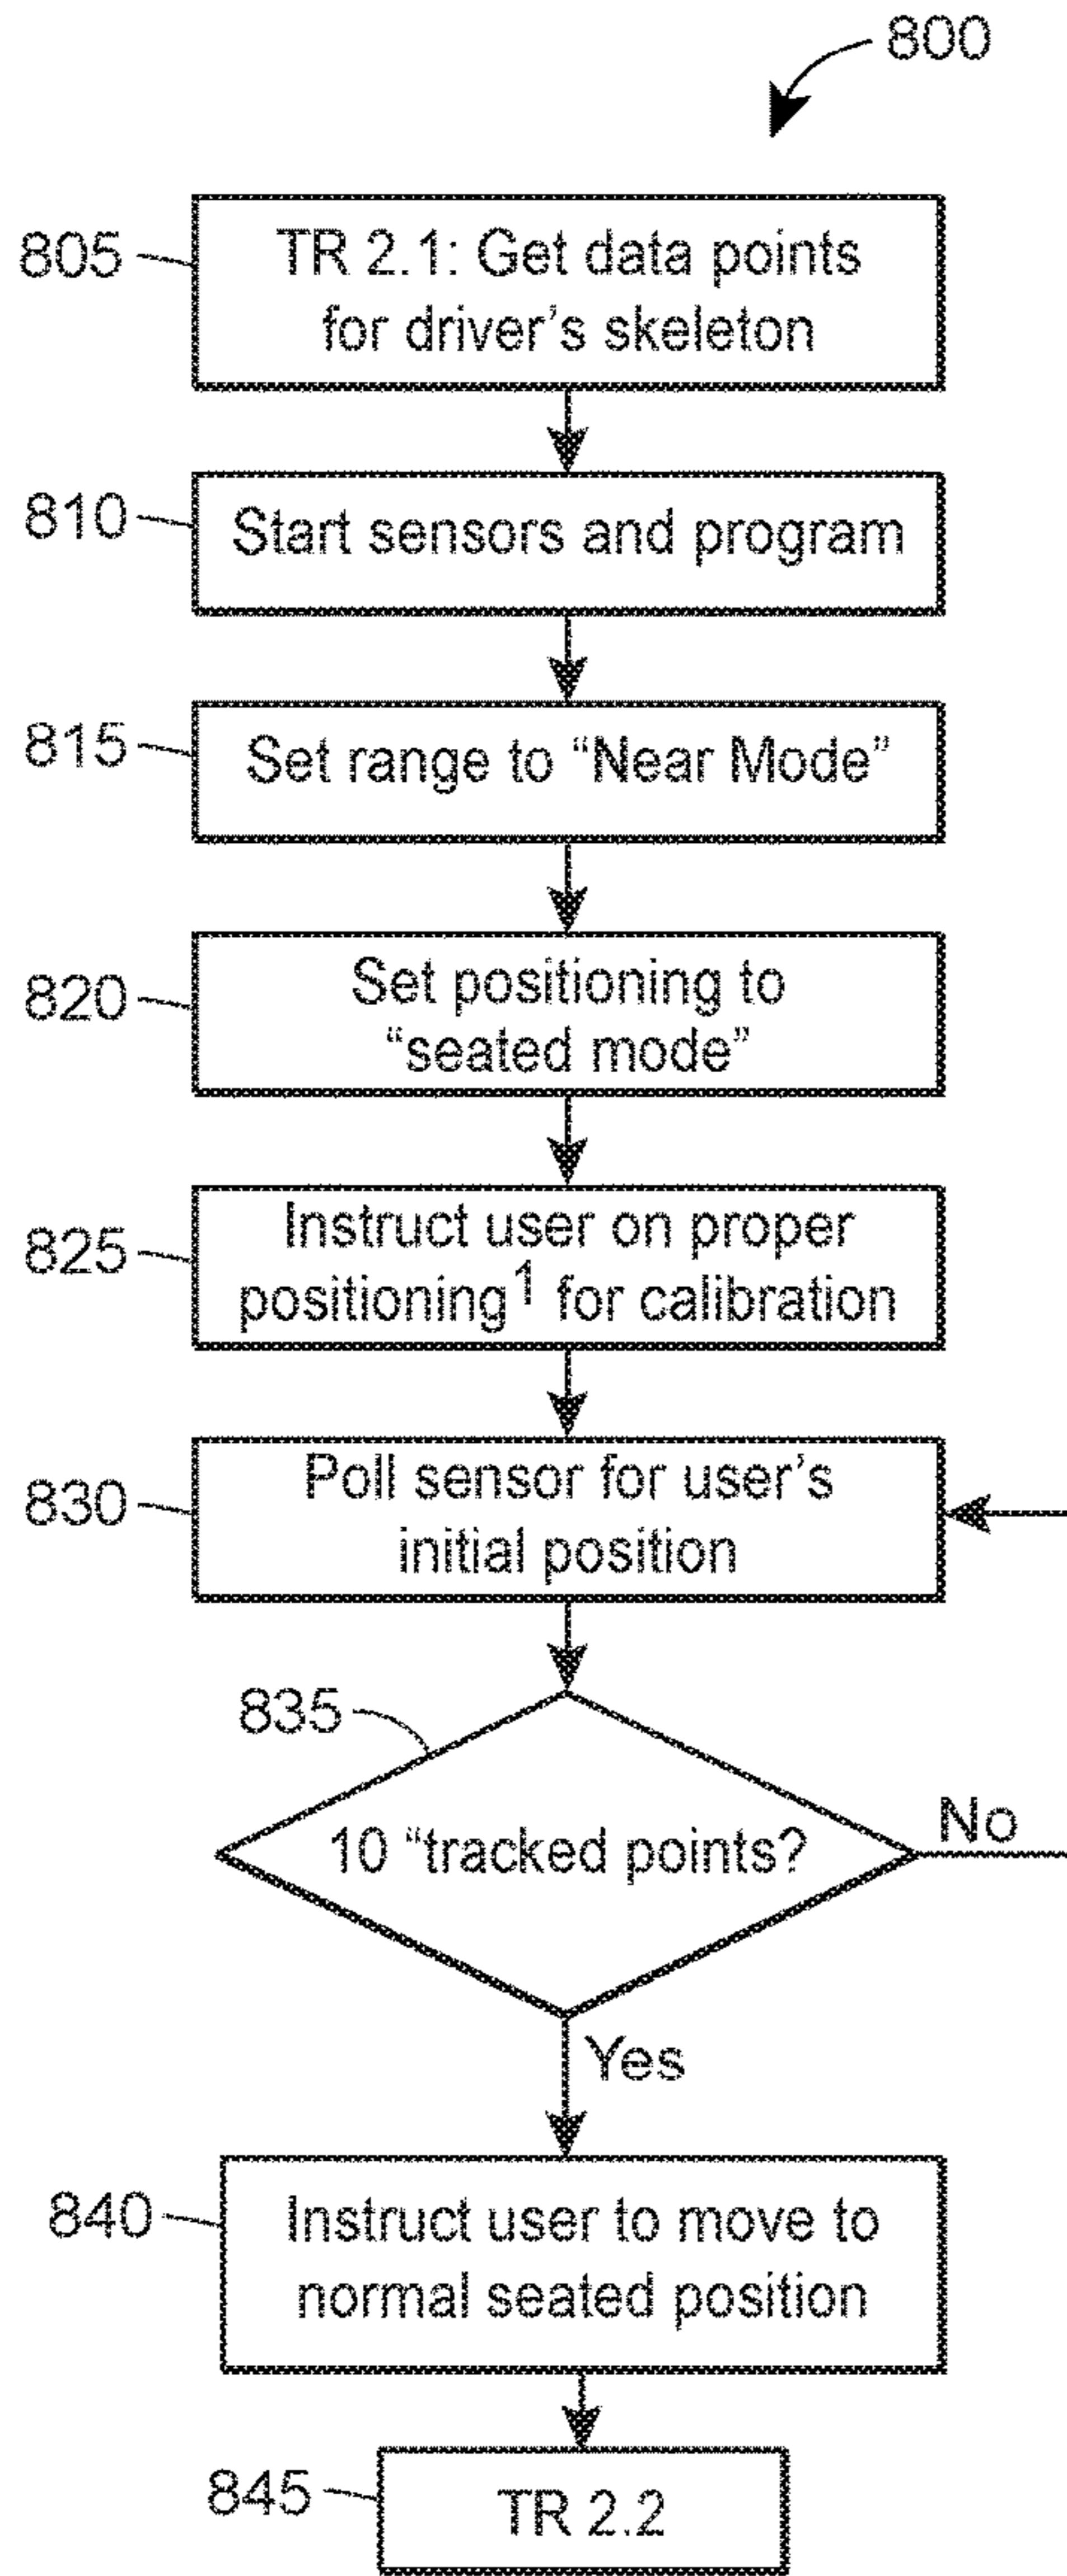 800
805
TR 2.1: Get data points
for driver's skeleton
810
Start sensors and program
815
Set range to “Near Mode”
820
Set positioning to
“seated mode”
825
Instruct user on proper
positioning¹ for calibration
830
Poll sensor for user's
initial position
835
10 “tracked points?
No
Yes
840
Instruct user to move to
normal seated position
845
TR 2.2